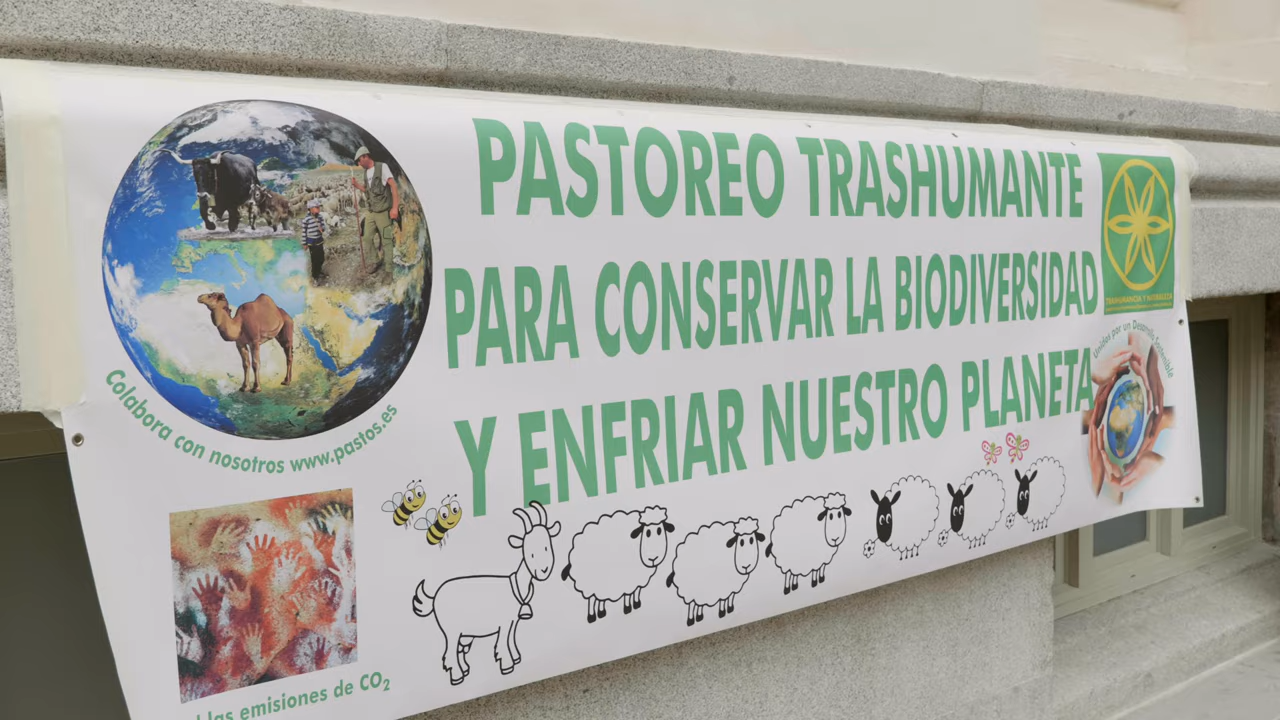 PASTOREO TRASHUMANTE
PARA CONSERVAR LA BIODIVERSIDAD
Y ENFRIAR NUESTRO PLANETA
TRASHUMANCIA Y NATURALEZA
Unidos por un Desarrollo Sostenible
Colabora con nosotros www.pastos.es
las emisiones de CO₂